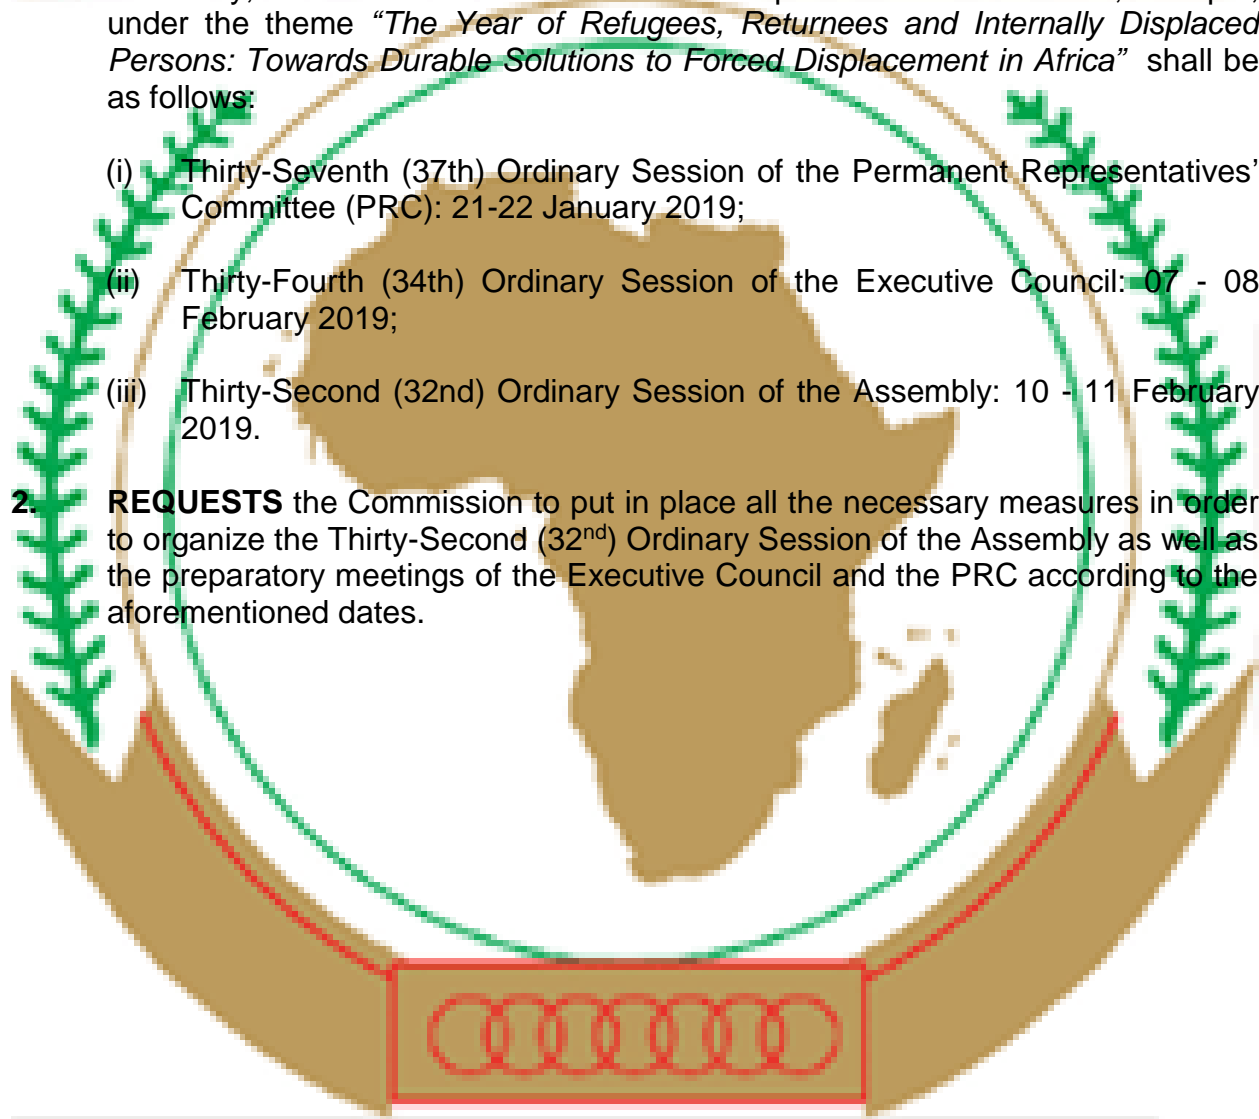 under the theme “The Year of Refugees, Returnees and Internally Displaced
Persons: Towards Durable Solutions to Forced Displacement in Africa” shall be
as follows:
(i) Thirty-Seventh (37th) Ordinary Session of the Permanent Representatives’
Committee (PRC): 21-22 January 2019;
(ii) Thirty-Fourth (34th) Ordinary Session of the Executive Council: 07 - 08
February 2019;
(iii) Thirty-Second (32nd) Ordinary Session of the Assembly: 10 - 11 February
2019.
2. REQUESTS the Commission to put in place all the necessary measures in order
to organize the Thirty-Second (32nd) Ordinary Session of the Assembly as well as
the preparatory meetings of the Executive Council and the PRC according to the
aforementioned dates.